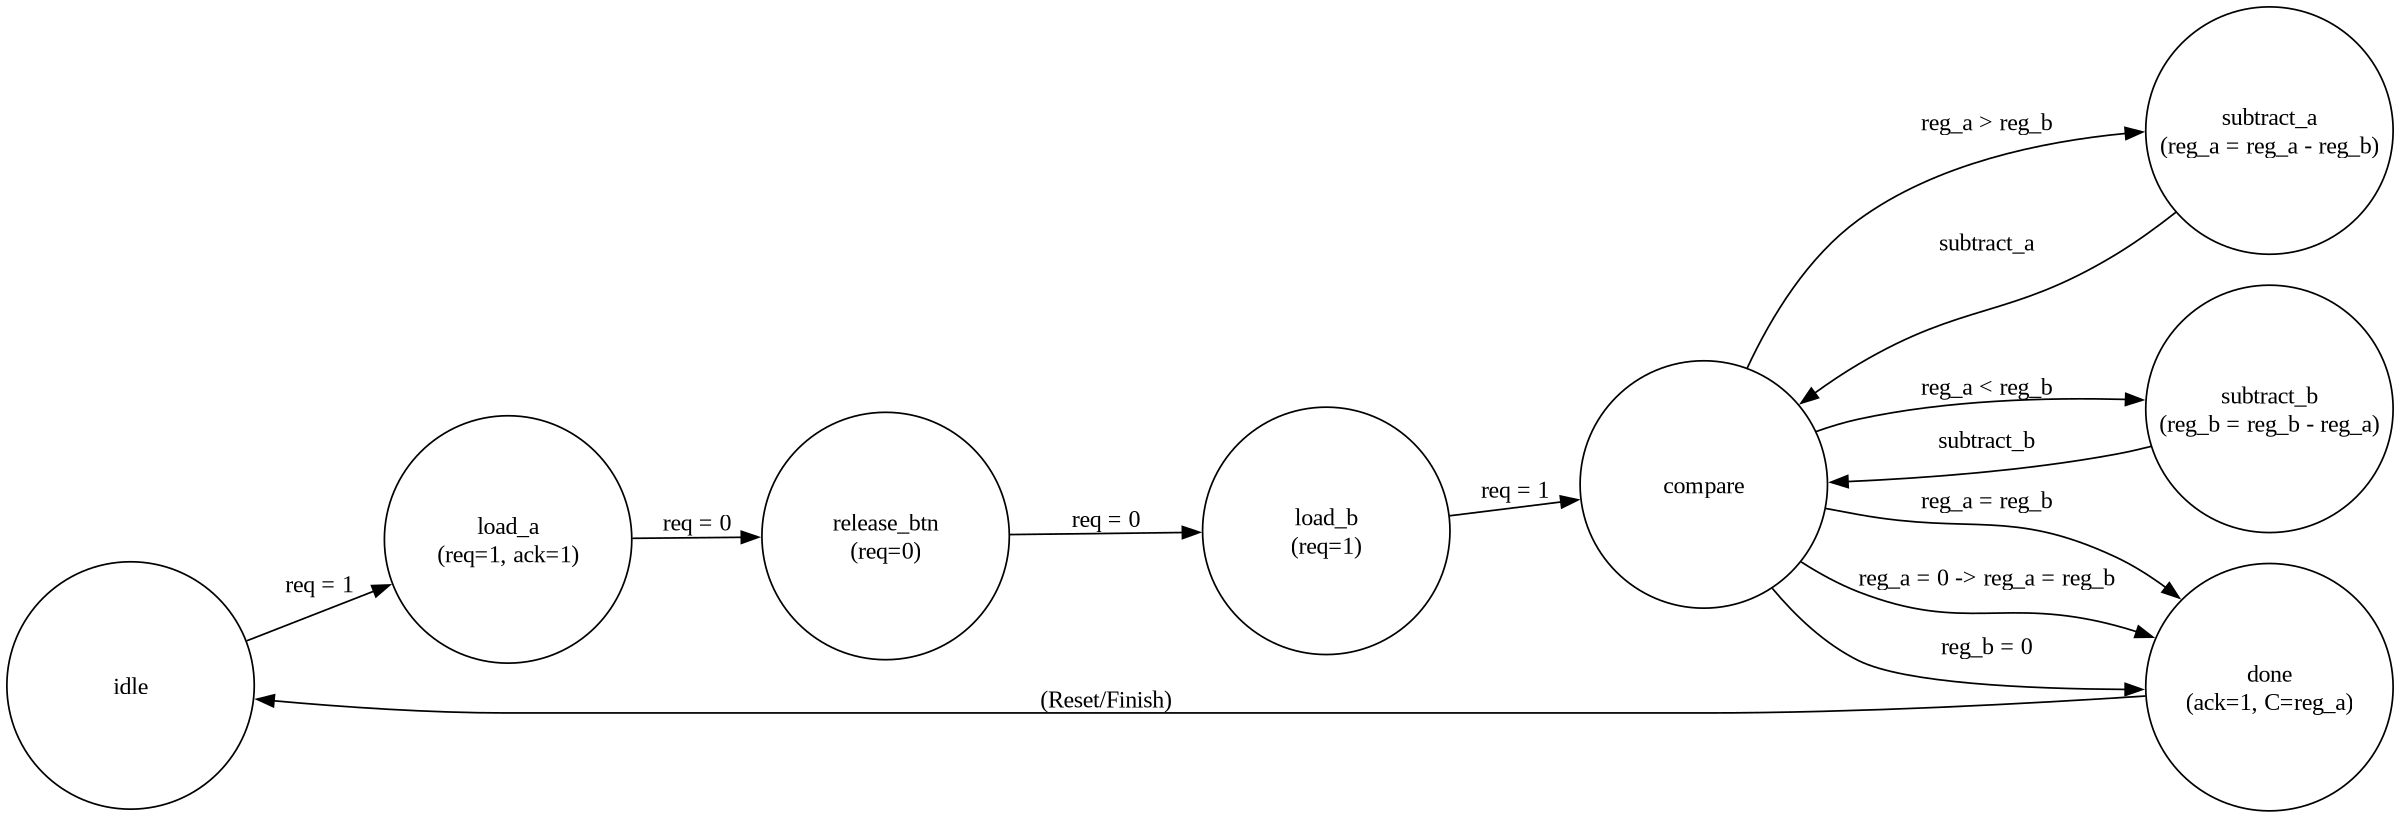 idle
req = 1
load_a
(req=1, ack=1)
req = 0
release_btn
(req=0)
req = 0
load_b
(req=1)
req = 1
compare
reg_a > reg_b
subtract_a
(reg_a = reg_a - reg_b)
subtract_a
reg_a < reg_b
subtract_b
(reg_b = reg_b - reg_a)
subtract_b
reg_a = reg_b
reg_a = 0 -> reg_a = reg_b
reg_b = 0
done
(ack=1, C=reg_a)
(Reset/Finish)